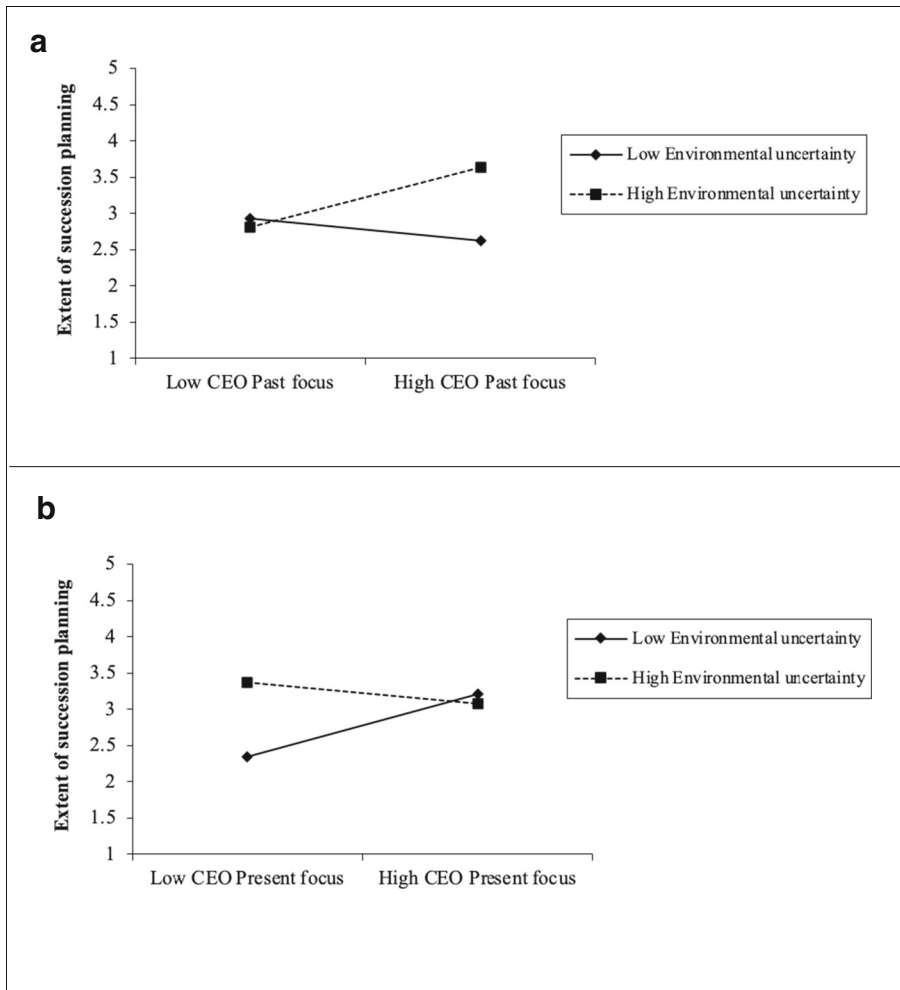 a
Extent of succession planning
5
4.5
4
3.5
3
2.5
2
1.5
1
Low CEO Past focus
High CEO Past focus
Low Environmental uncertainty
High Environmental uncertainty
b
Extent of succession planning
5
4.5
4
3.5
3
2.5
2
1.5
1
Low CEO Present focus
High CEO Present focus
Low Environmental uncertainty
High Environmental uncertainty